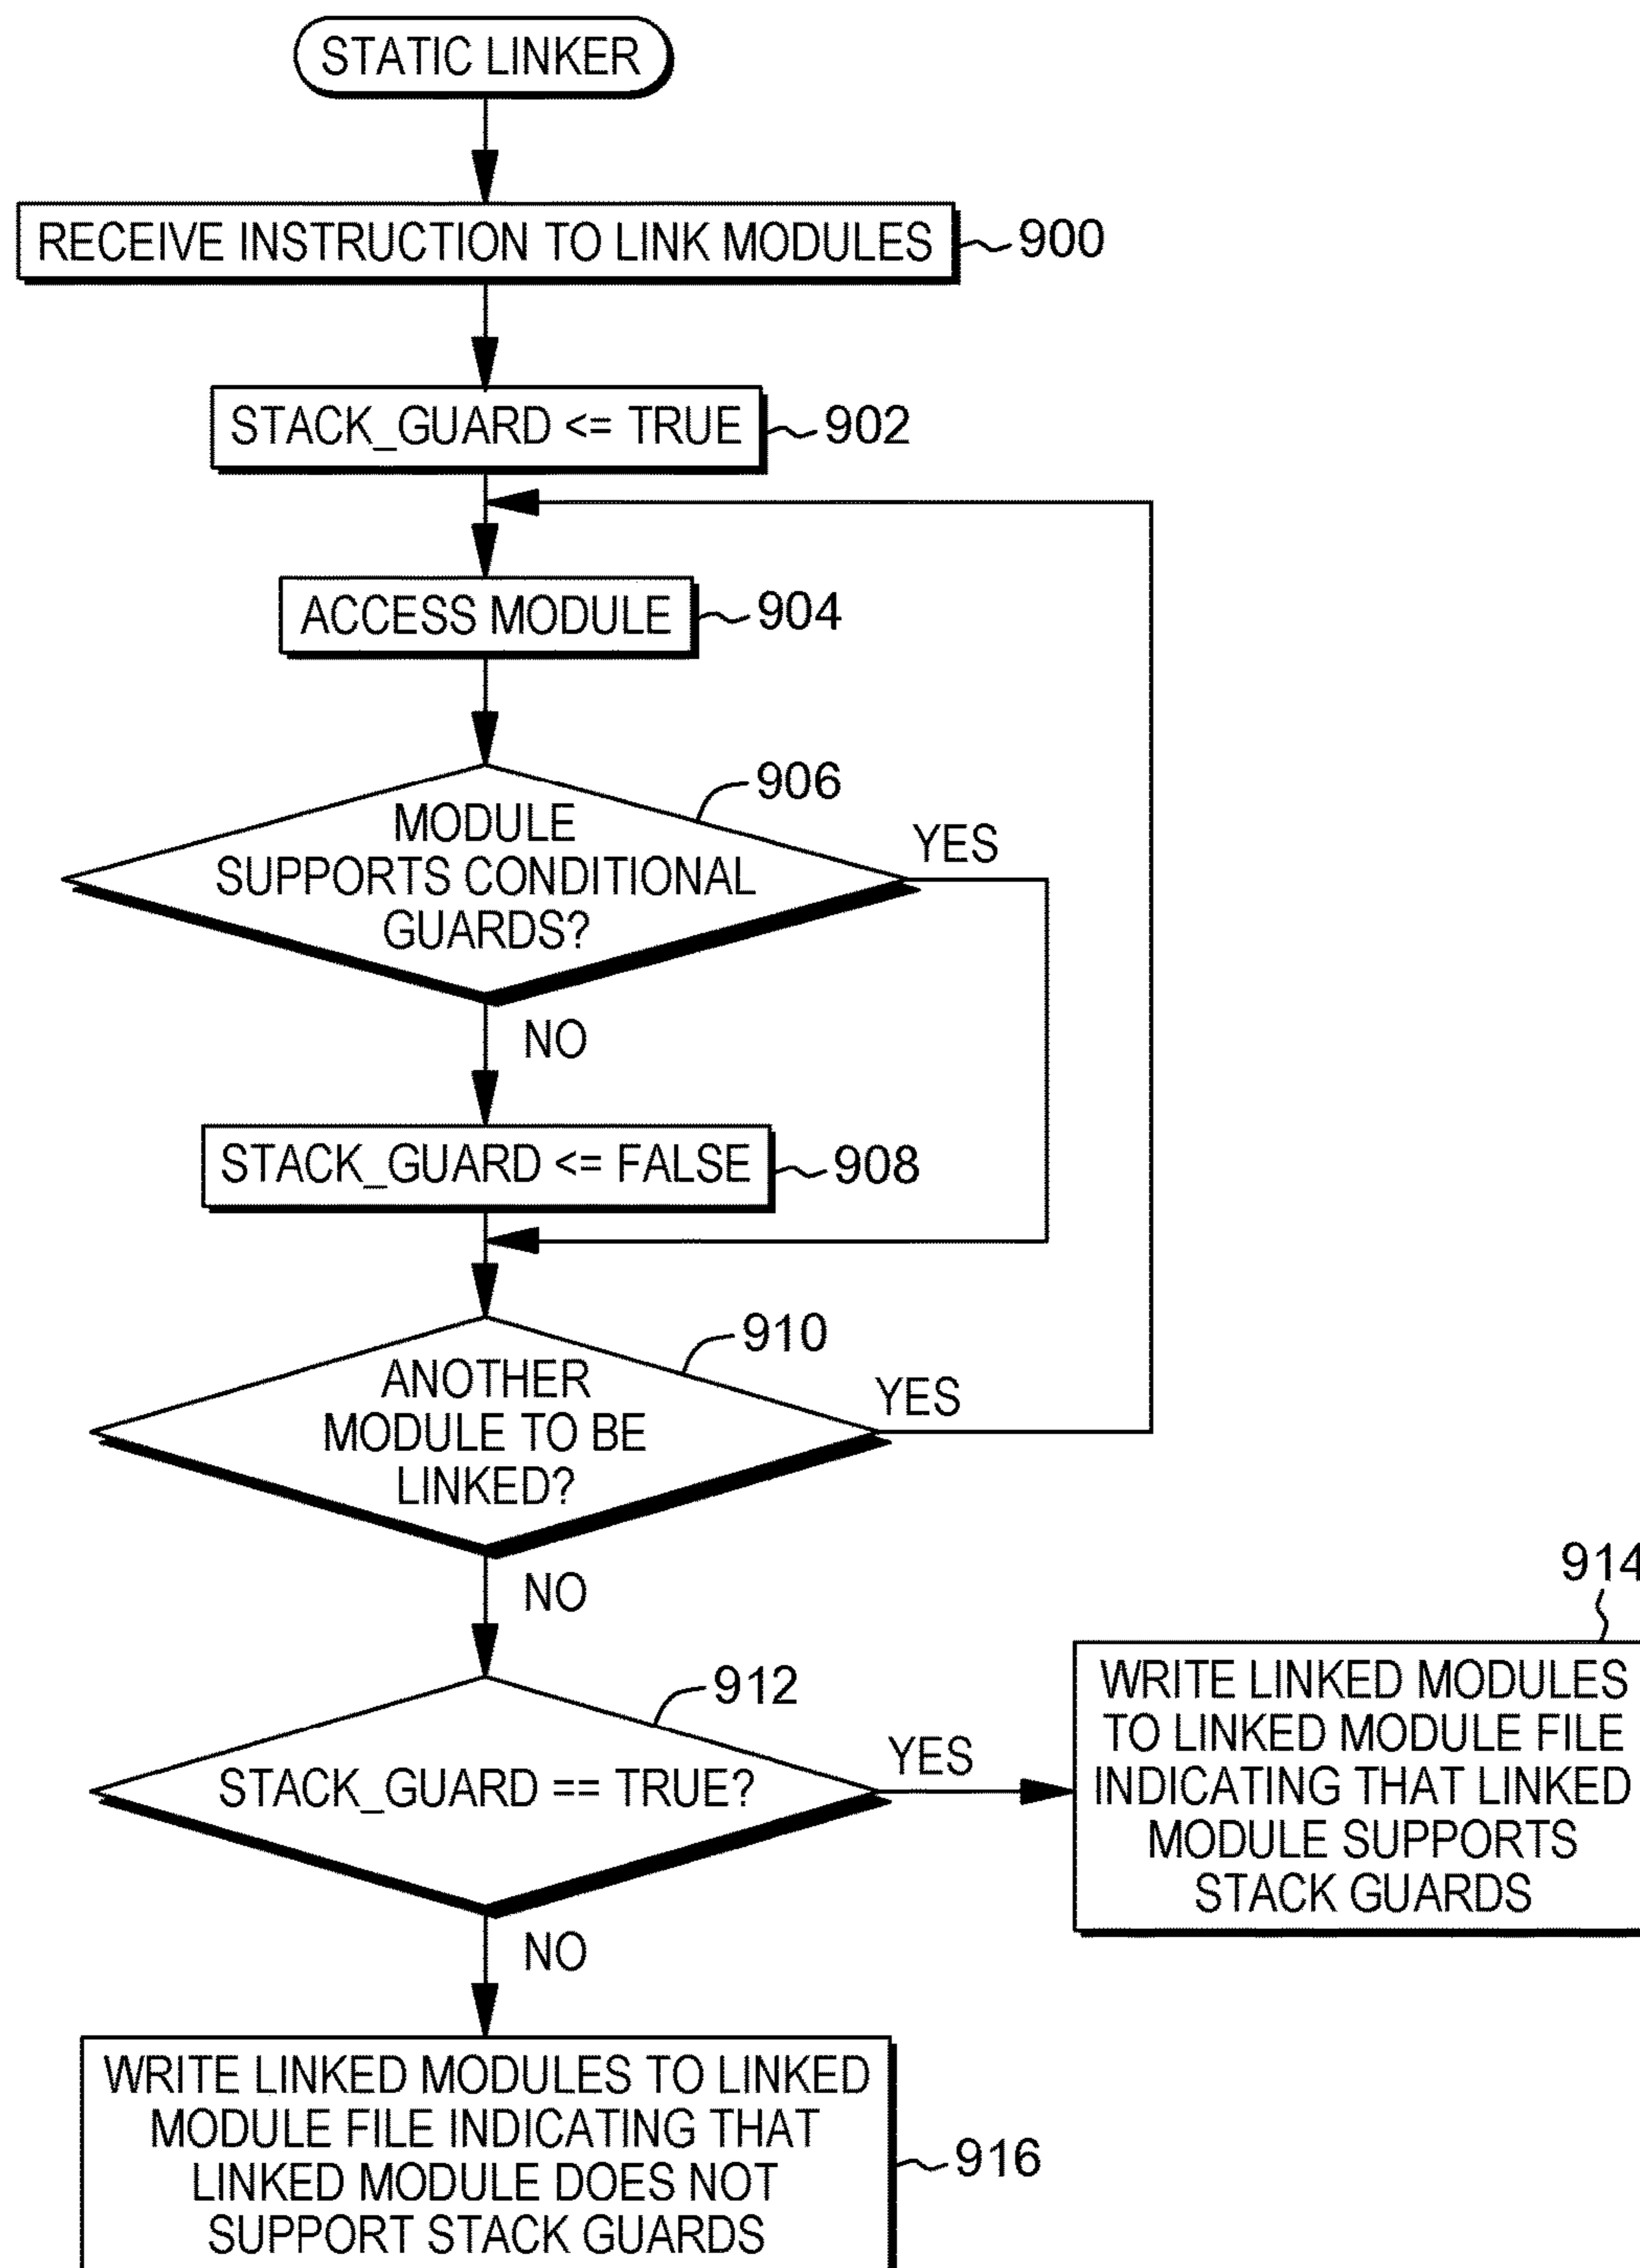 STATIC LINKER
RECEIVE INSTRUCTION TO LINK MODULES
900
STACK_GUARD <= TRUE
902
ACCESS MODULE
904
906
MODULE
SUPPORTS CONDITIONAL
GUARDS?
YES
NO
STACK_GUARD <= FALSE
908
910
ANOTHER
MODULE TO BE
LINKED?
YES
NO
912
STACK_GUARD == TRUE?
YES
NO
914
WRITE LINKED MODULES
TO LINKED MODULE FILE
INDICATING THAT LINKED
MODULE SUPPORTS
STACK GUARDS
WRITE LINKED MODULES TO LINKED
MODULE FILE INDICATING THAT
LINKED MODULE DOES NOT
SUPPORT STACK GUARDS
916